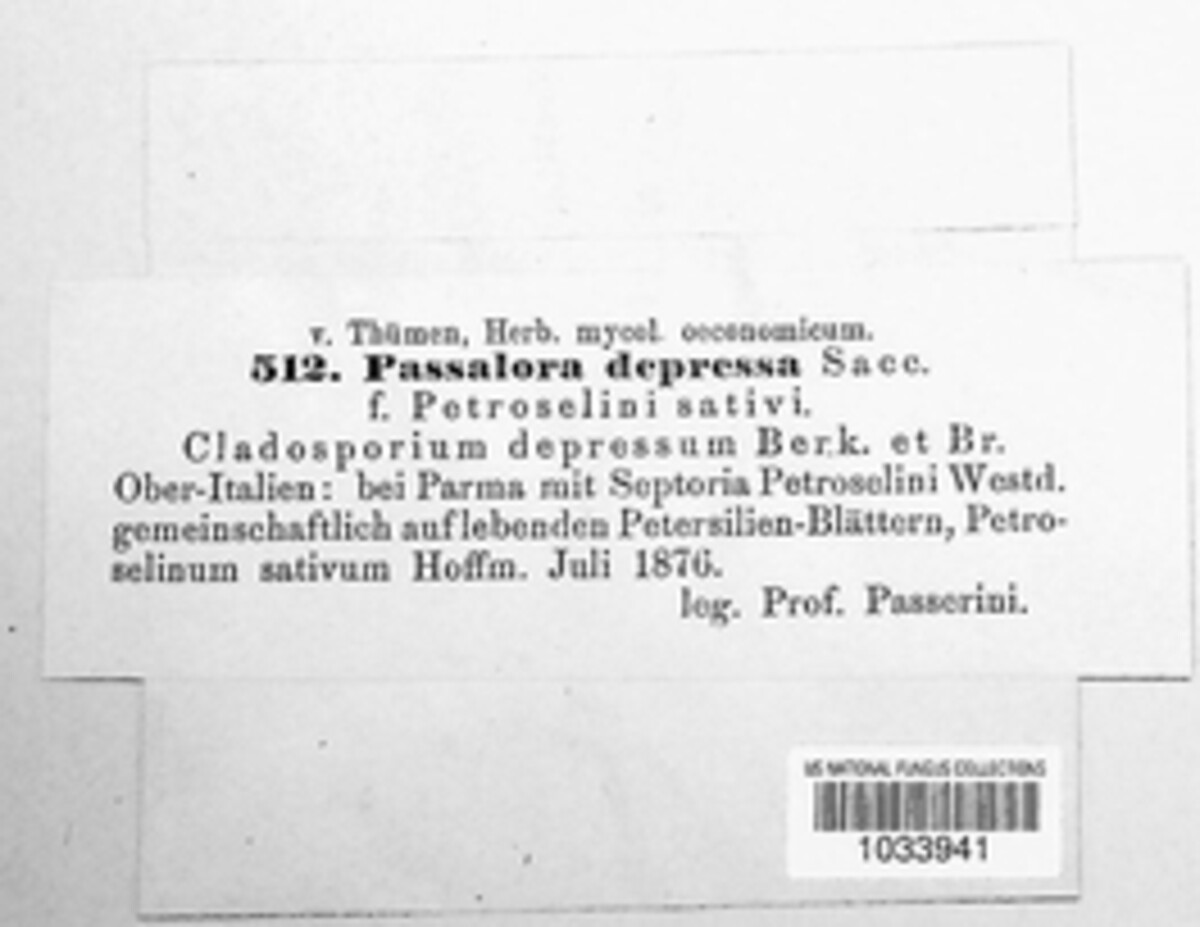 v. Thümen, Herb. mycol. oeconomicum.
512. Passalora depressa Sacc.
f. Petroselini sativi.
Cladosporium depressum Berk. et Br.
Ober-Italien: bei Parma mit Septoria Petroselini Westd.
gemeinschaftlich auf lebenden Petersilien-Blättern, Petro-
selinum sativum Hoffm. Juli 1876.
leg. Prof. Passerini.
US NATIONAL FUNGUS COLLECTIONS
1033941